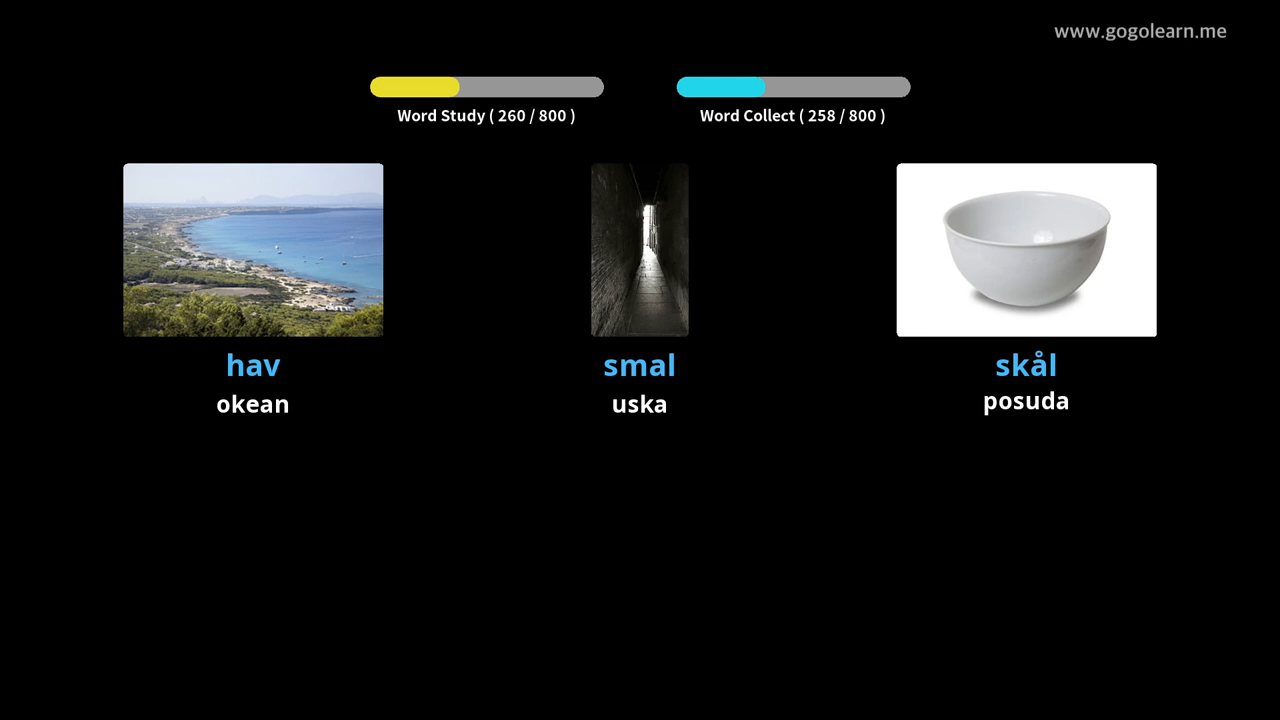 www.gogolearn.me
Word Study ( 260 / 800 )
Word Collect ( 258 / 800 )
hav
okean
smal
uska
skål
posuda